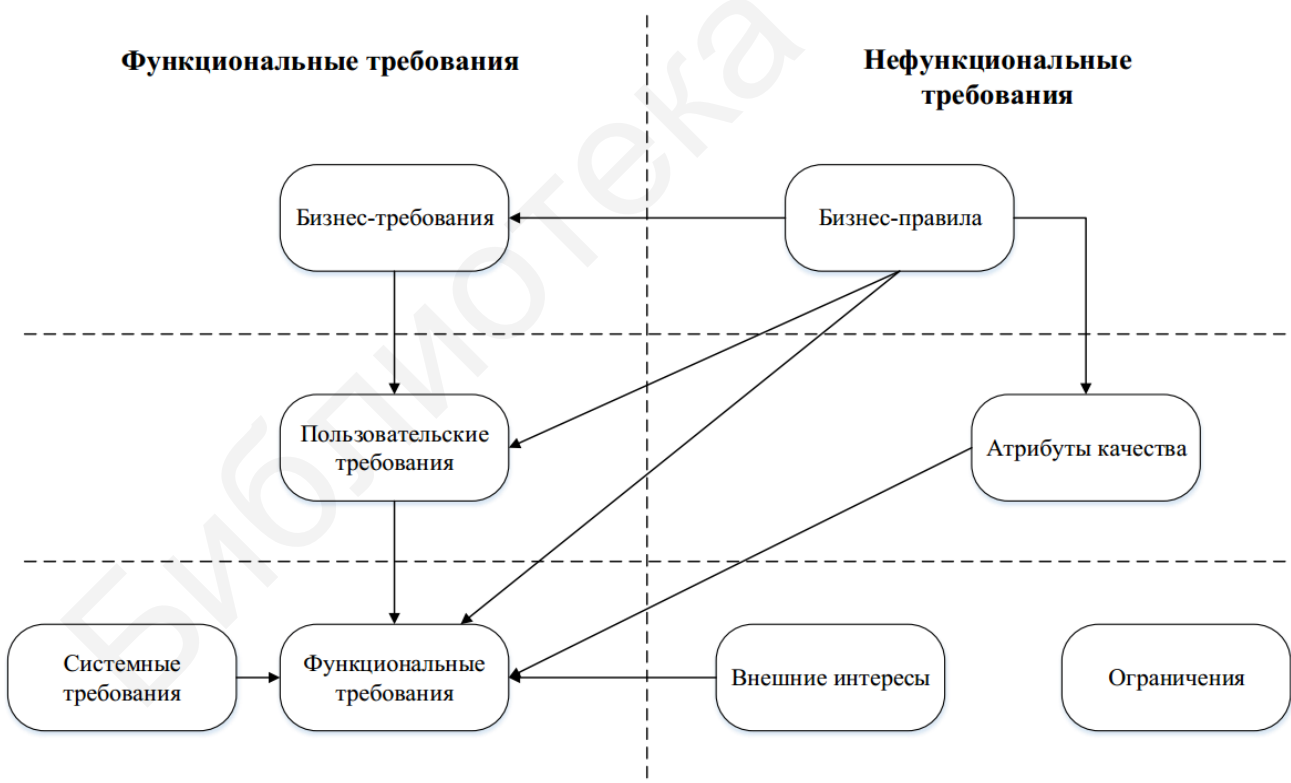 Функциональные требования
Нефункциональные
требования
Бизнес-требования
Бизнес-правила
Пользовательские
требования
Атрибуты качества
Системные
требования
Функциональные
требования
Внешние интересы
Ограничения
Библиотека